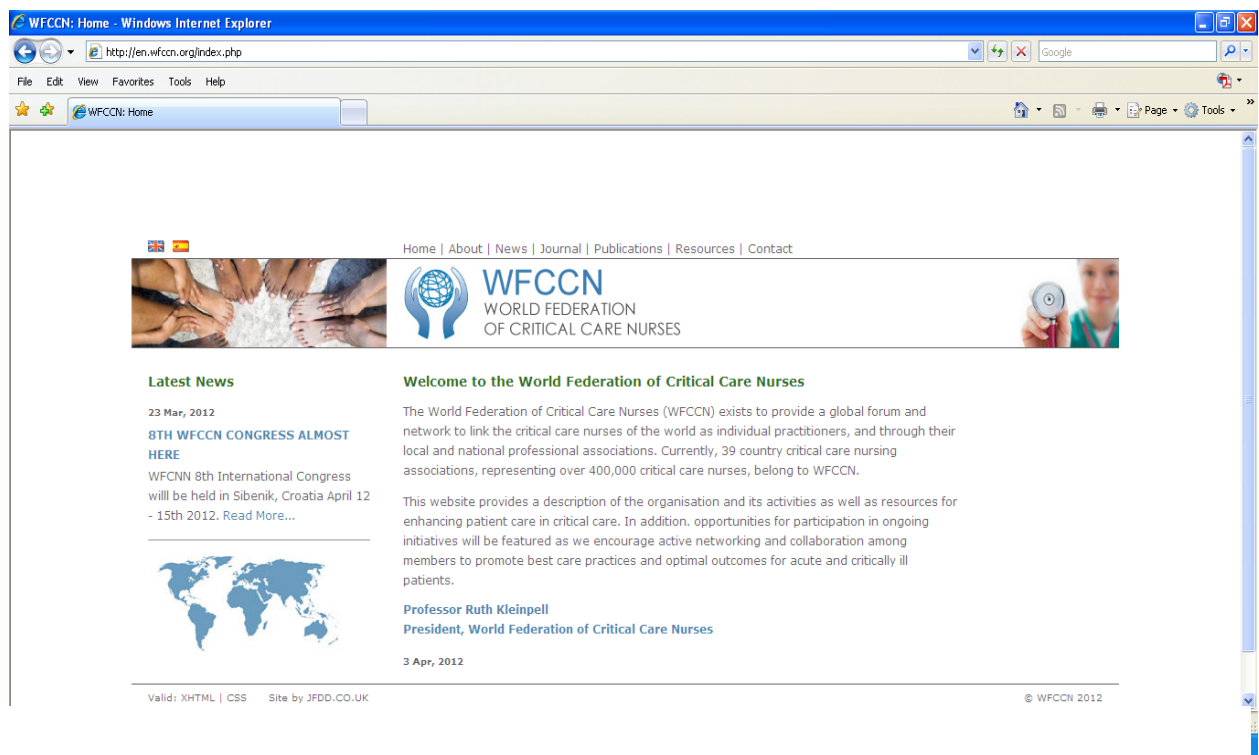 WFCCN: Home - Windows Internet Explorer
http://en.wfccn.org/index.php
Google
File Edit View Favorites Tools Help
WFCCN: Home
Page Tools
Home | About | News | Journal | Publications | Resources | Contact
WFCCN
WORLD FEDERATION
OF CRITICAL CARE NURSES
Latest News
23 Mar, 2012
8TH WFCCN CONGRESS ALMOST
HERE
WFCNN 8th International Congress
willl be held in Sibenik, Croatia April 12
- 15th 2012. Read More...
Welcome to the World Federation of Critical Care Nurses
The World Federation of Critical Care Nurses (WFCCN) exists to provide a global forum and
network to link the critical care nurses of the world as individual practitioners, and through their
local and national professional associations. Currently, 39 country critical care nursing
associations, representing over 400,000 critical care nurses, belong to WFCCN.
This website provides a description of the organisation and its activities as well as resources for
enhancing patient care in critical care. In addition. opportunities for participation in ongoing
initiatives will be featured as we encourage active networking and collaboration among
members to promote best care practices and optimal outcomes for acute and critically ill
patients.
Professor Ruth Kleinpell
President, World Federation of Critical Care Nurses
3 Apr, 2012
Valid: XHTML | CSS Site by JFDD.CO.UK
© WFCCN 2012